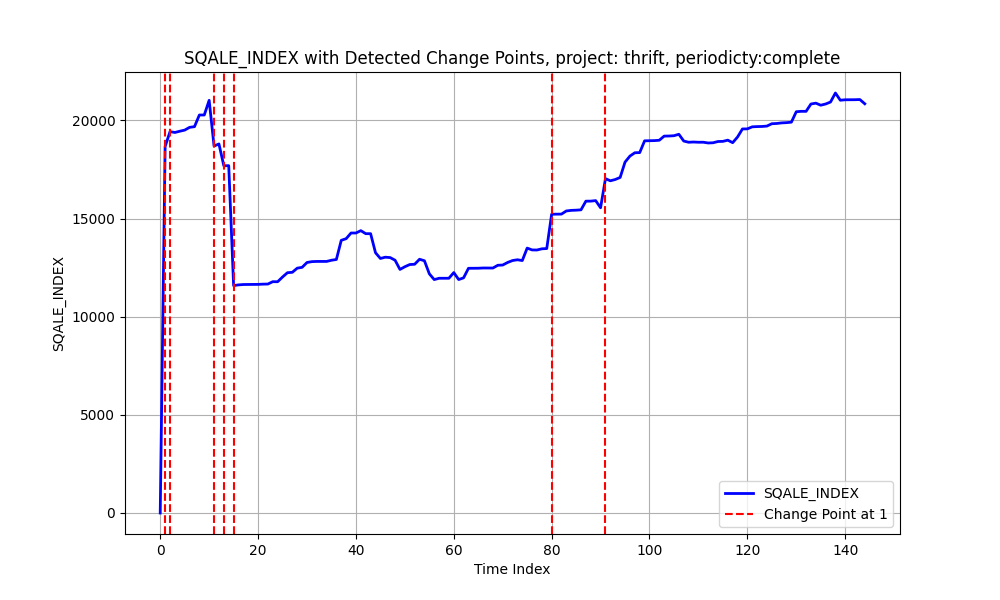 SQALE_INDEX with Detected Change Points, project: thrift, periodicty:complete
SQALE_INDEX
20000
15000
10000
5000
0
0 20 40 60 80 100 120 140
Time Index
SQALE_INDEX
Change Point at 1